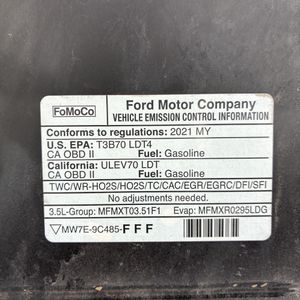 FoMoCo
Ford Motor Company
VEHICLE EMISSION CONTROL INFORMATION
Conforms to regulations: 2021 MY
U.S. EPA: T3B70 LDT4
CA OBD II Fuel: Gasoline
California: ULEV70 LDT
CA OBD II Fuel: Gasoline
TWC/WR-HO2S/HO2S/TC/CAC/EGR/EGRC/DFI/SFI
No adjustments needed.
3.5L-Group: MFMXT03.51F1 Evap: MFMXR0295LDG
MW7E-9C485- F F F